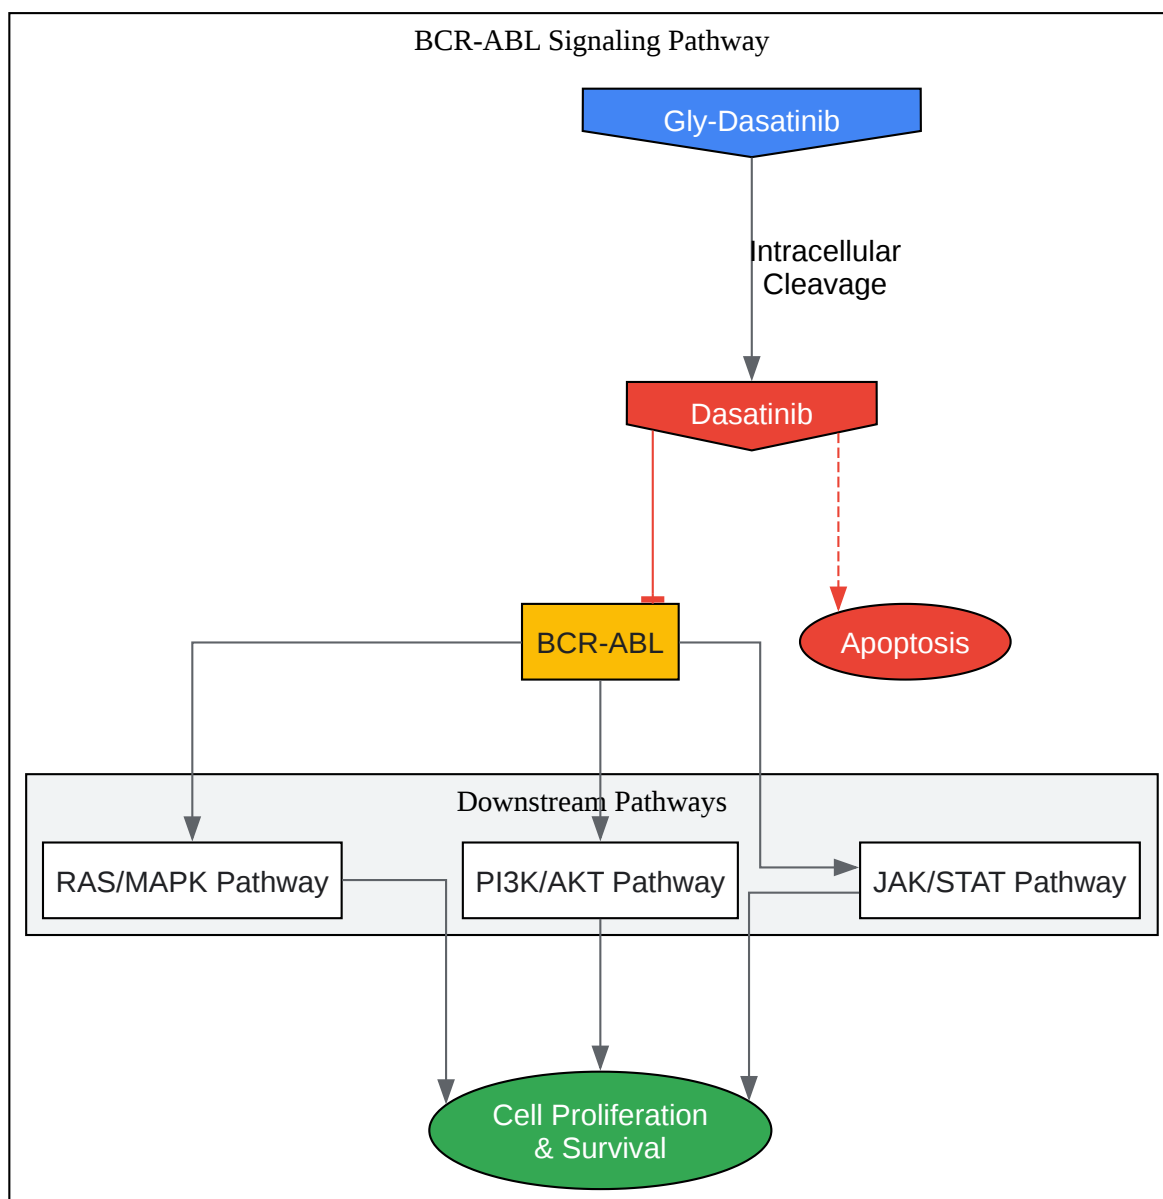 BCR-ABL Signaling Pathway
Gly-Dasatinib
Intracellular
Cleavage
Dasatinib
BCR-ABL
Apoptosis
Downstream Pathways
RAS/MAPK Pathway
PI3K/AKT Pathway
JAK/STAT Pathway
Cell Proliferation
& Survival